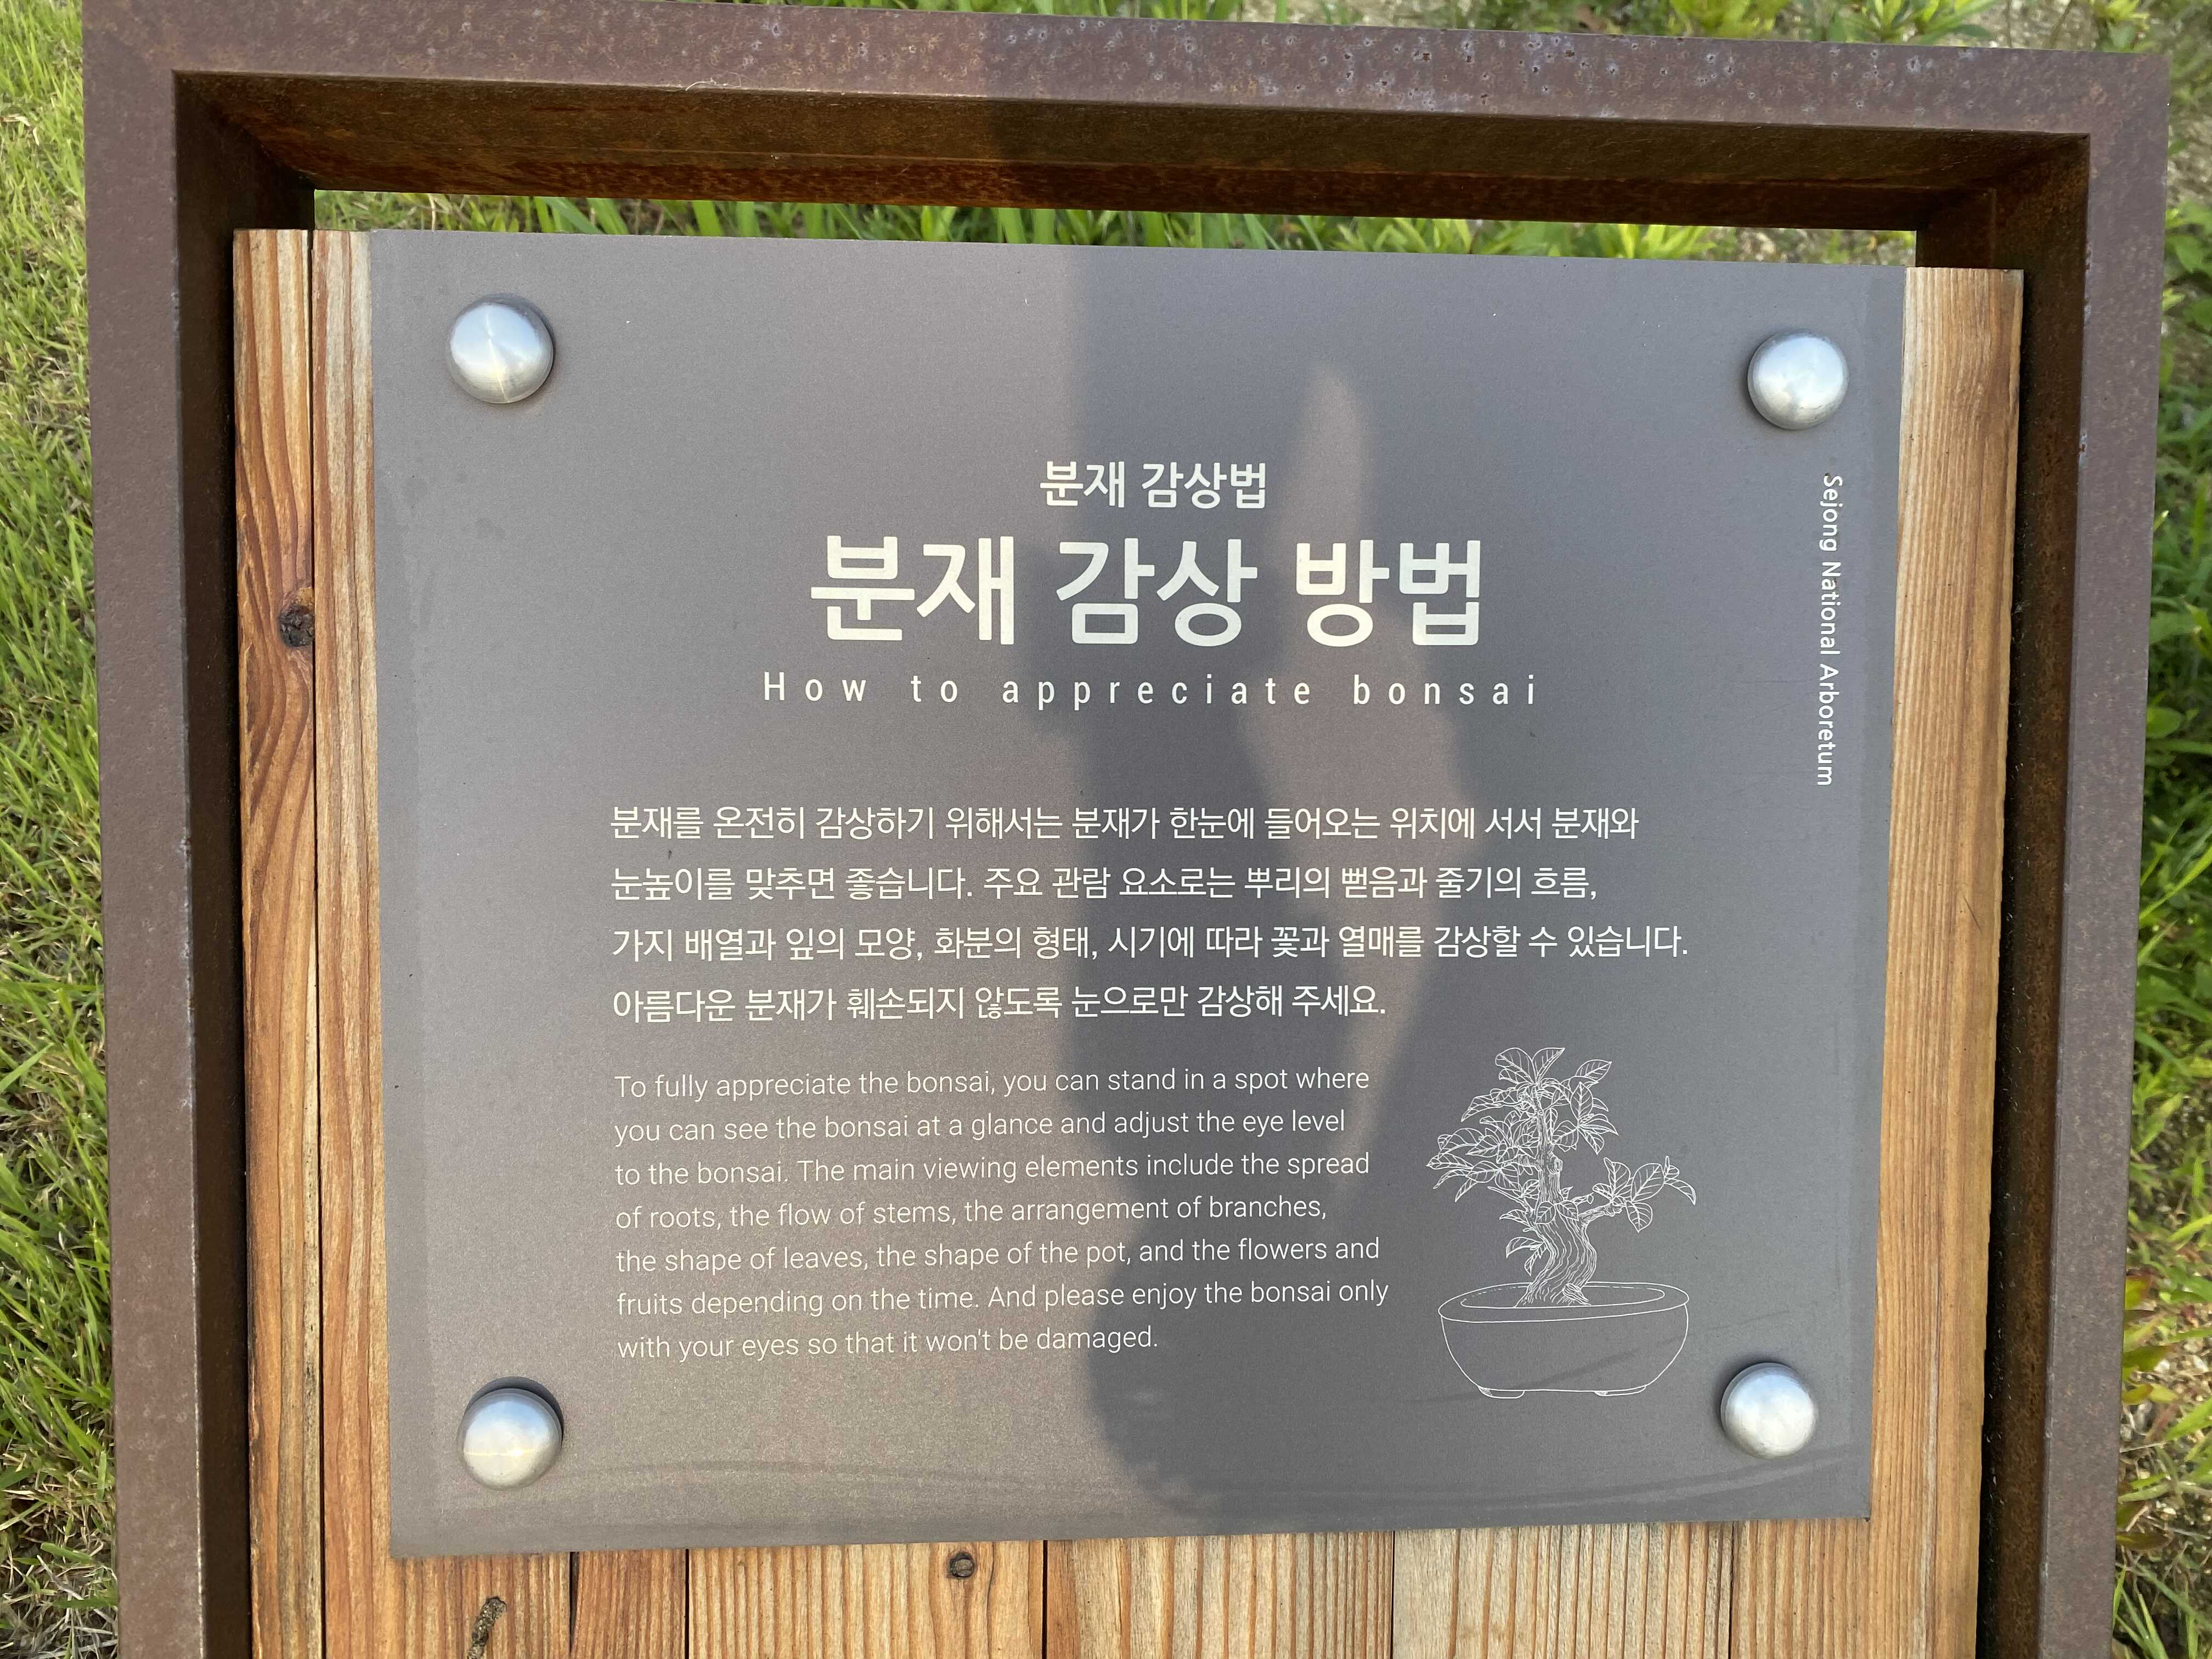 분재 감상법
분재 감상 방법
How to appreciate bonsai
Sejong National Arboretum
분재를 온전히 감상하기 위해서는 분재가 한눈에 들어오는 위치에 서서 분재와
눈높이를 맞추면 좋습니다. 주요 관람 요소로는 뿌리의 뻗음과 줄기의 흐름,
가지 배열과 잎의 모양, 화분의 형태, 시기에 따라 꽃과 열매를 감상할 수 있습니다.
아름다운 분재가 훼손되지 않도록 눈으로만 감상해 주세요.
To fully appreciate the bonsai, you can stand in a spot where
you can see the bonsai at a glance and adjust the eye level
to the bonsai. The main viewing elements include the spread
of roots, the flow of stems, the arrangement of branches,
the shape of leaves, the shape of the pot, and the flowers and
fruits depending on the time. And please enjoy the bonsai only
with your eyes so that it won't be damaged.